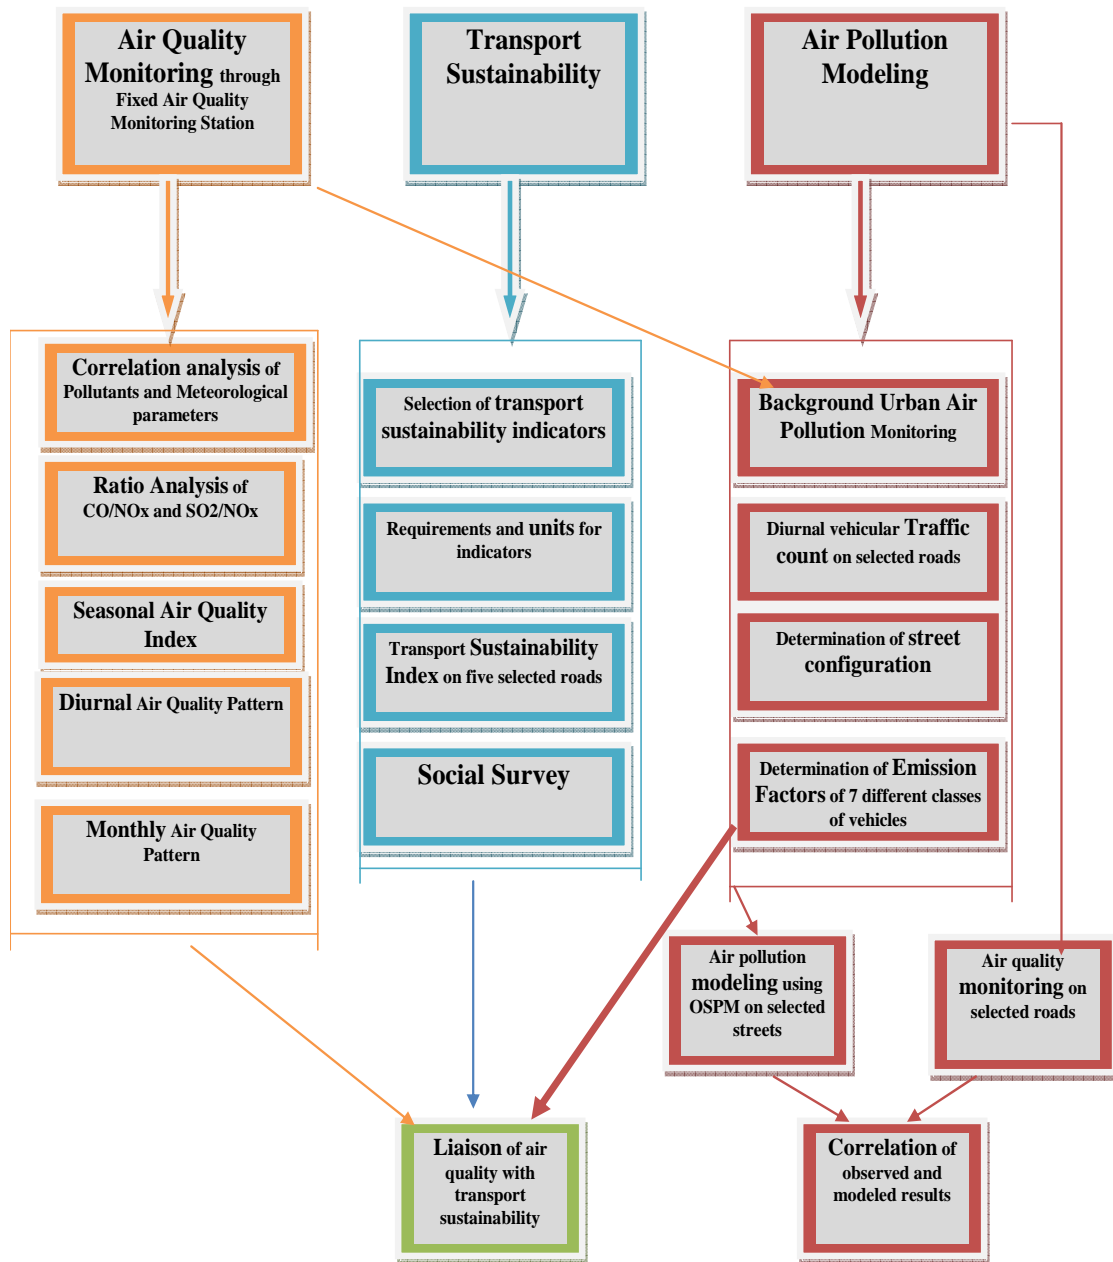 Air Quality
Monitoring through
Fixed Air Quality
Monitoring Station
Transport
Sustainability
Air Pollution
Modeling
Correlation analysis of
Pollutants and Meteorological
parameters
Ratio Analysis of
CO/NOx and SO2/NOx
Seasonal Air Quality
Index
Diurnal Air Quality Pattern
Monthly Air Quality
Pattern
Selection of transport
sustainability indicators
Requirements and units for
indicators
Transport Sustainability
Index on five selected roads
Social Survey
Background Urban Air
Pollution Monitoring
Diurnal vehicular Traffic
count on selected roads
Determination of street
configuration
Determination of Emission
Factors of 7 different classes
of vehicles
Air pollution
modeling using
OSPM on selected
streets
Air quality
monitoring on
selected roads
Liaison of air
quality with
transport
sustainability
Correlation of
observed and
modeled results